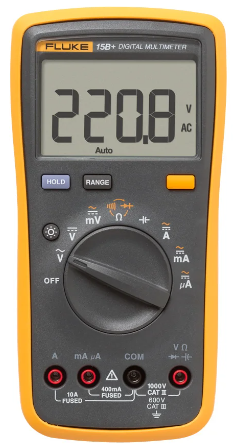 FLUKE 15B+ DIGITAL MULTIMETER
220.8 V AC
Auto
HOLD RANGE
mV Ω
V A
V mA
OFF μA
A mA μA COM V Ω
10A FUSED 400mA FUSED 1000V CAT II
600V CAT III